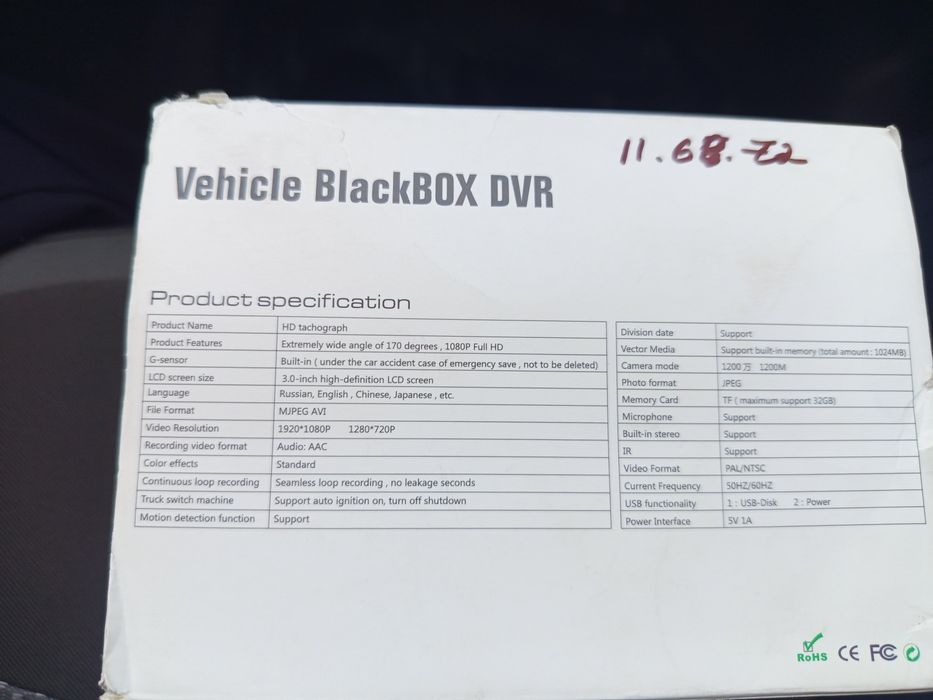 11.68.72
Vehicle BlackBOX DVR
Product specification
Product Name HD tachograph
Product Features Extremely wide angle of 170 degrees , 1080P Full HD
G-sensor Built-in ( under the car accident case of emergency save , not to be deleted)
LCD screen size 3.0-inch high-definition LCD screen
Language Russian, English , Chinese, Japanese , etc.
File Format MJPEG AVI
Video Resolution 1920*1080P 1280*720P
Recording video format Audio: AAC
Color effects Standard
Continuous loop recording Seamless loop recording , no leakage seconds
Truck switch machine Support auto ignition on, turn off shutdown
Motion detection function Support
Division date Support
Vector Media Support built-in memory (total amount : 1024MB)
Camera mode 1200万 1200M
Photo format JPEG
Memory Card TF ( maximum support 32GB)
Microphone Support
Built-in stereo Support
IR Support
Video Format PAL/NTSC
Current Frequency 50HZ/60HZ
USB functionality 1 : USB-Disk 2 : Power
Power Interface 5V 1A
RoHS CE FC